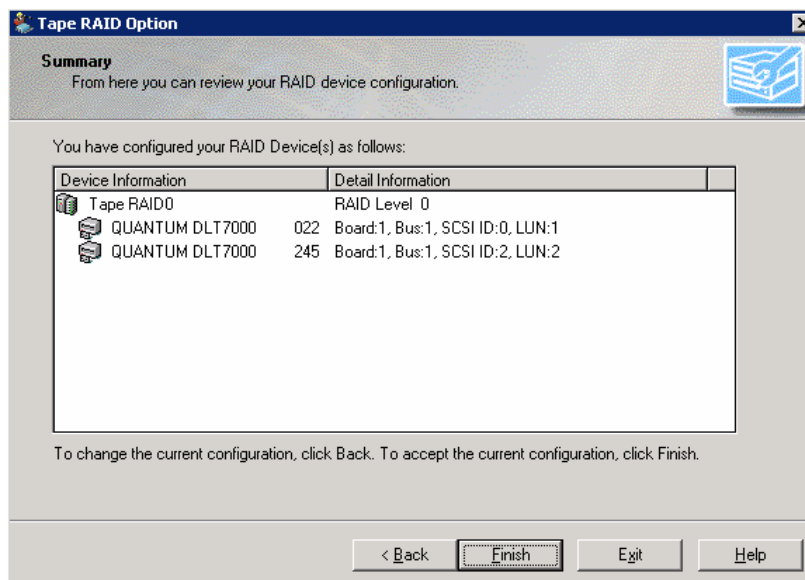 Tape RAID Option
Summary
From here you can review your RAID device configuration.
You have configured your RAID Device(s) as follows:
Device Information Detail Information
Tape RAID0 RAID Level 0
QUANTUM DLT7000 022 Board:1, Bus:1, SCSI ID:0, LUN:1
QUANTUM DLT7000 245 Board:1, Bus:1, SCSI ID:2, LUN:2
To change the current configuration, click Back. To accept the current configuration, click Finish.
< Back Finish Exit Help